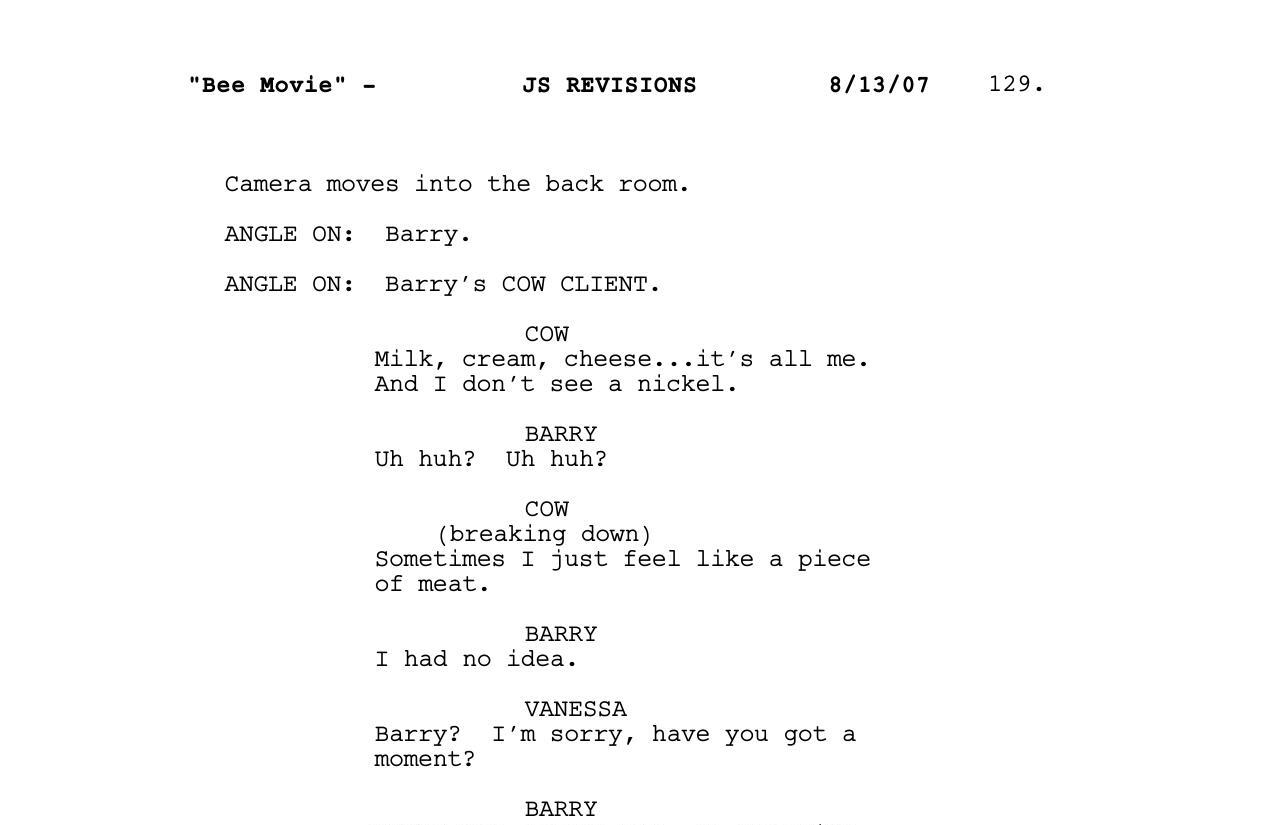 "Bee Movie" - JS REVISIONS 8/13/07 129.
Camera moves into the back room.
ANGLE ON: Barry.
ANGLE ON: Barry's COW CLIENT.
COW
Milk, cream, cheese...it's all me.
And I don't see a nickel.
BARRY
Uh huh? Uh huh?
COW
(breaking down)
Sometimes I just feel like a piece
of meat.
BARRY
I had no idea.
VANESSA
Barry? I'm sorry, have you got a
moment?
BARRY